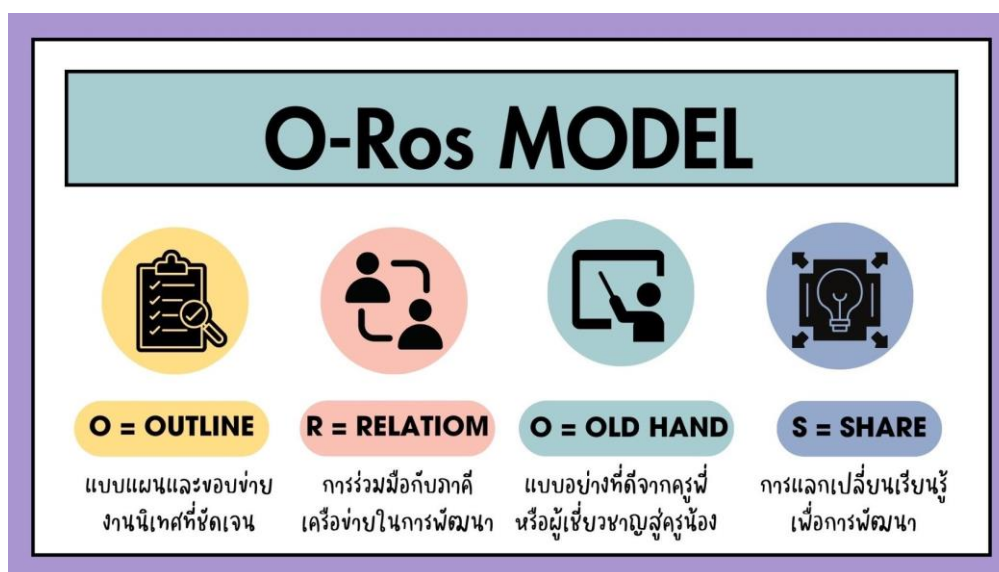 O-Ros MODEL
O = OUTLINE
แบบแผนและขอบข่าย
งานนิเทศที่ชัดเจน
R = RELATIOM
การร่วมมือกับภาคี
เครือข่ายในการพัฒนา
O = OLD HAND
แบบอย่างที่ดีจากครูพี่
หรือผู้เชี่ยวชาญสู่ครูน้อง
S = SHARE
การแลกเปลี่ยนเรียนรู้
เพื่อการพัฒนา